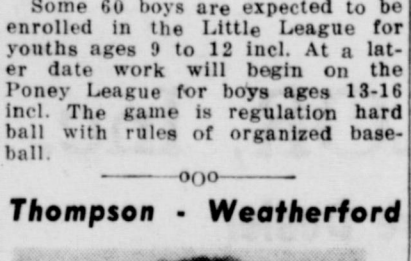 Some 60 boys are expected to be
enrolled in the Little League for
youths ages 9 to 12 incl. At a lat-
er date work will begin on the
Poney League for boys ages 13-16
incl. The game is regulation hard
ball with rules of organized base-
ball.
oOo
Thompson - Weatherford